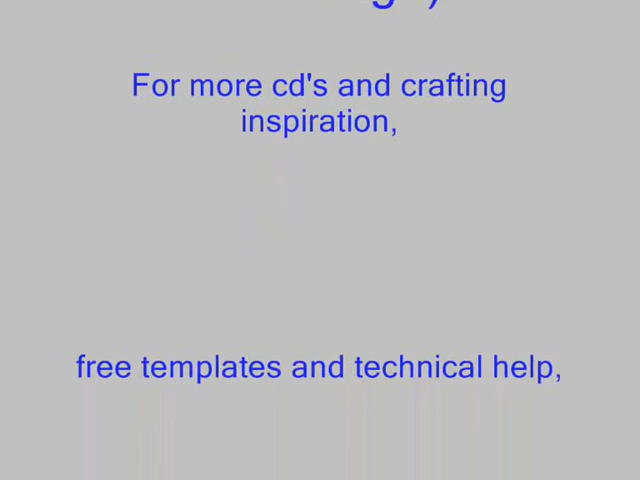 For more cd's and crafting
inspiration,
free templates and technical help,